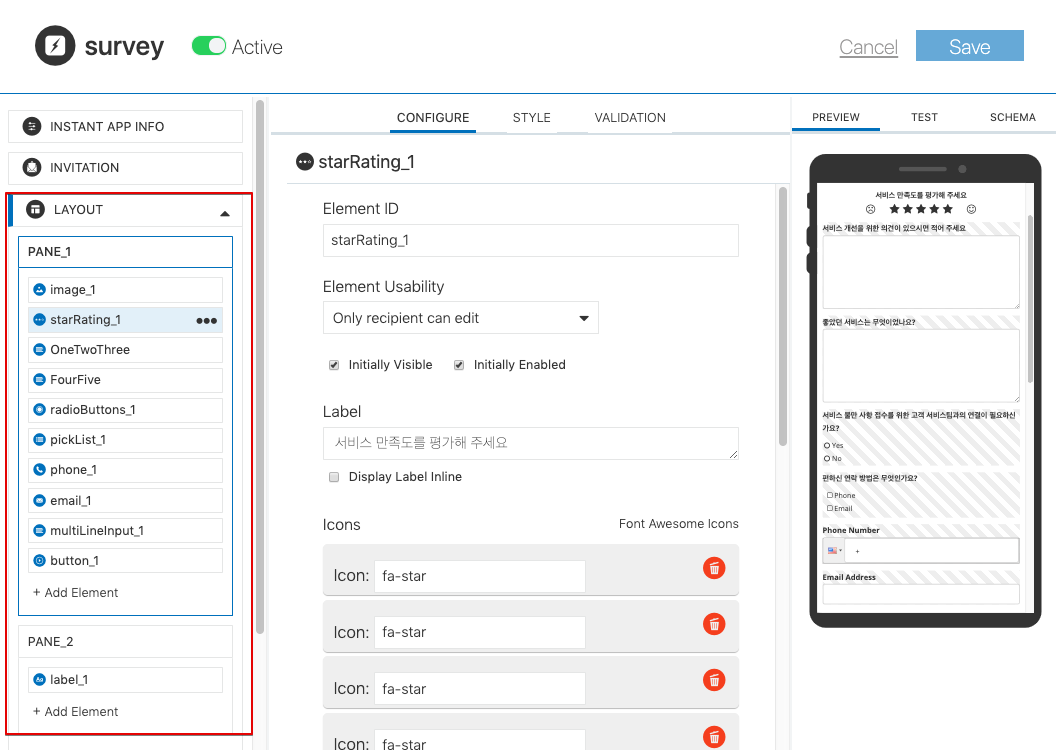 survey
Active
Cancel
Save
INSTANT APP INFO
INVITATION
LAYOUT
PANE_1
image_1
starRating_1
OneTwoThree
FourFive
radioButtons_1
pickList_1
phone_1
email_1
multiLineInput_1
button_1
+ Add Element
PANE_2
label_1
+ Add Element
CONFIGURE
STYLE
VALIDATION
starRating_1
Element ID
starRating_1
Element Usability
Only recipient can edit
Initially Visible
Initially Enabled
Label
서비스 만족도를 평가해 주세요
Display Label Inline
Icons
Font Awesome Icons
Icon: fa-star
Icon: fa-star
Icon: fa-star
Icon: fa-star
PREVIEW
TEST
SCHEMA
서비스 만족도를 평가해 주세요
서비스 개선을 위한 의견이 있으시면 적어 주세요
좋았던 서비스는 무엇이었나요?
서비스 불만 사항 접수를 위한 고객 서비스팀과의 연결이 필요하신
가요?
Yes
No
편하신 연락 방법은 무엇인가요?
Phone
Email
Phone Number
+
Email Address